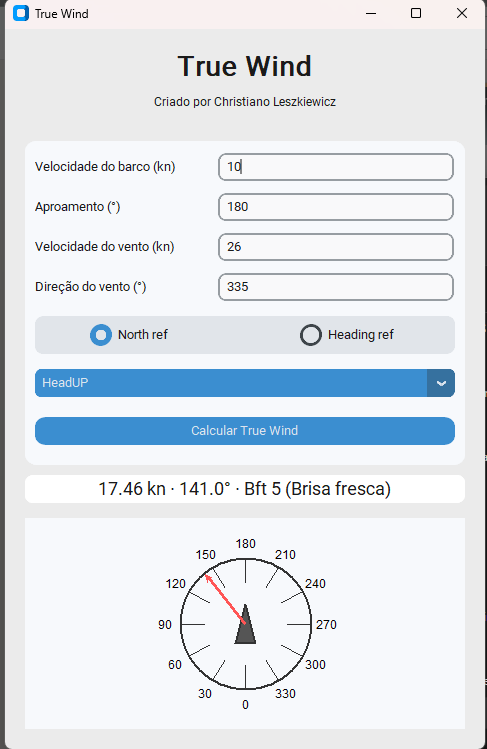 True Wind
True Wind
Criado por Christiano Leszkiewicz
Velocidade do barco (kn) 10
Aproamento (°) 180
Velocidade do vento (kn) 26
Direção do vento (°) 335
North ref Heading ref
HeadUP
Calcular True Wind
17.46 kn · 141.0° · Bft 5 (Brisa fresca)
180
150 210
120 240
90 270
60 300
30 330
0